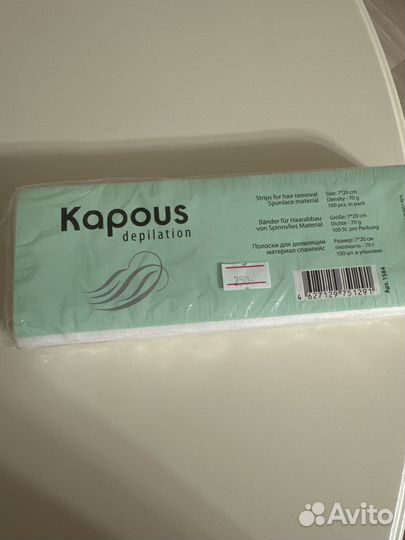 Kapous
depilation
Strips for hair removal
Spunlace material
Size: 7*20 cm
Density - 70 g
100 pcs. in pack
Bänder für Haarabbau
von Spinnvlies Material
Größe: 7*20 cm
Dichte - 70 g
100 St. pro Packung
Полоски для депиляции
материал спанлейс
Размер: 7*20 см
плотность - 70 г
100 шт. в упаковке
250
4 627129 751291
Арт. 1584
Avito